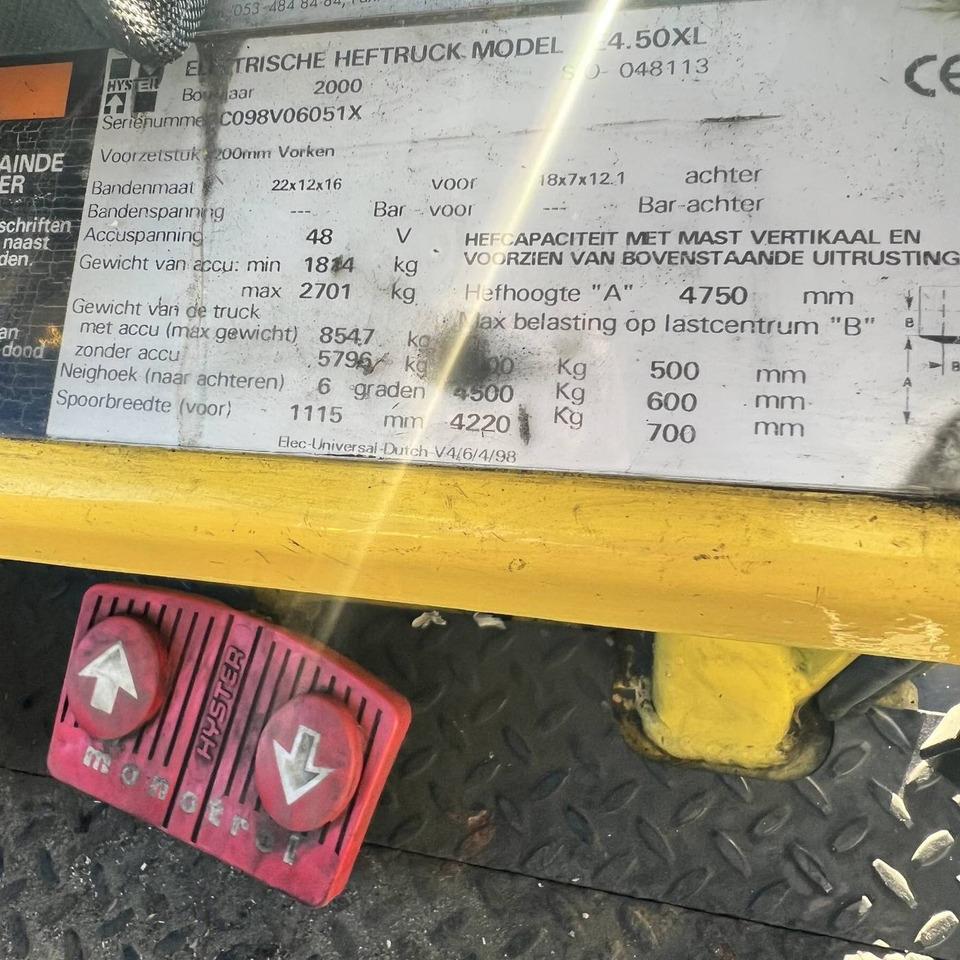 053-484 84 84,
HYSTER
ELEKTRISCHE HEFTRUCK MODEL 4.50XL
2000 048113
Serienummer C098V06051X
CE
Voorzetstuk 200mm Vorken
Bandenmaat 22x12x16 voor 18x7x12.1 achter
Bandenspanning --- Bar - voor --- Bar-achter
Accuspanning 48 V
Gewicht van accu: min 1814 kg
max 2701 kg
Gewicht van de truck
met accu (max gewicht) 8547 kg
zonder accu 5796 kg
Neighoek (naar achteren) 6 graden
Spoorbreedte (voor) 1115 mm
HEFCAPACITEIT MET MAST VERTIKAAL EN
VOORZIEN VAN BOVENSTAANDE UITRUSTING
Hefhoogte "A" 4750 mm
Max belasting op lastcentrum "B"
Kg 500 mm
4500 Kg 600 mm
4220 Kg 700 mm
B
A
B
Elec-Universal-Dutch-V4/6/4/98
AINDE
ER
schriften
naast
den.
an
dond
HYSTER
monotrol